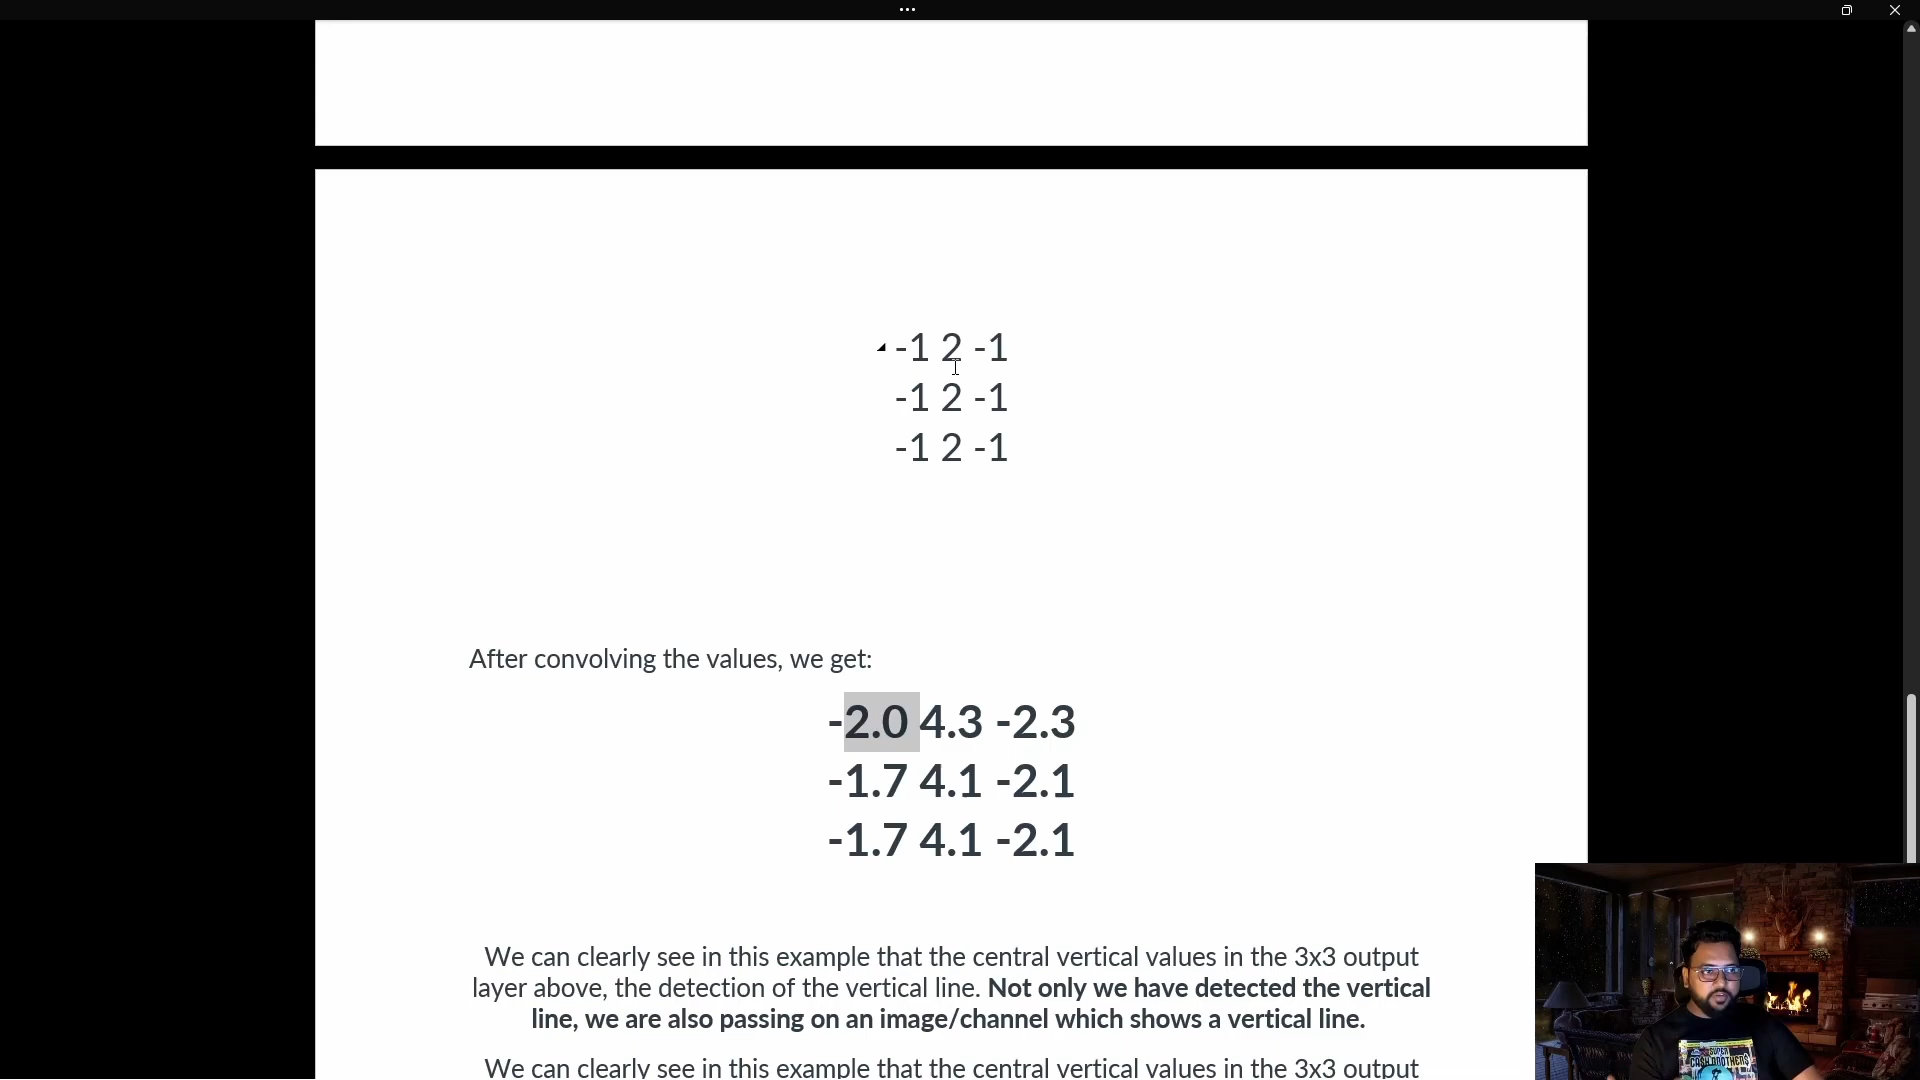 -1 2 -1
-1 2 -1
-1 2 -1
After convolving the values, we get:
-2.0 4.3 -2.3
-1.7 4.1 -2.1
-1.7 4.1 -2.1
We can clearly see in this example that the central vertical values in the 3x3 output
layer above, the detection of the vertical line. Not only we have detected the vertical
line, we are also passing on an image/channel which shows a vertical line.
We can clearly see in this example that the central vertical values in the 3x3 output